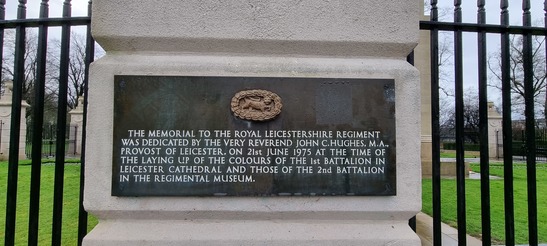 THE MEMORIAL TO THE ROYAL LEICESTERSHIRE REGIMENT
WAS DEDICATED BY THE VERY REVEREND JOHN C. HUGHES, M.A.,
PROVOST OF LEICESTER, ON 21st JUNE 1975 AT THE TIME OF
THE LAYING UP OF THE COLOURS OF THE 1st BATTALION IN
LEICESTER CATHEDRAL AND THOSE OF THE 2nd BATTALION
IN THE REGIMENTAL MUSEUM.